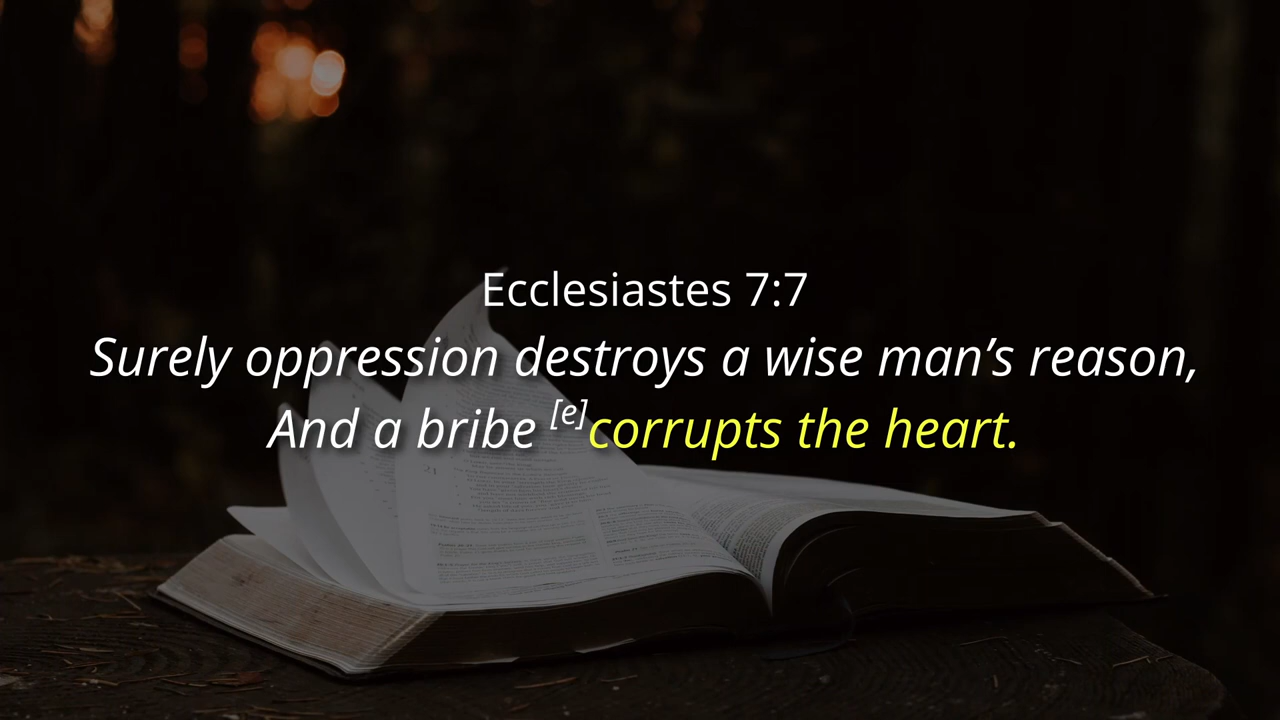 Ecclesiastes 7:7
Surely oppression destroys a wise man’s reason,
And a bribe [e]corrupts the heart.